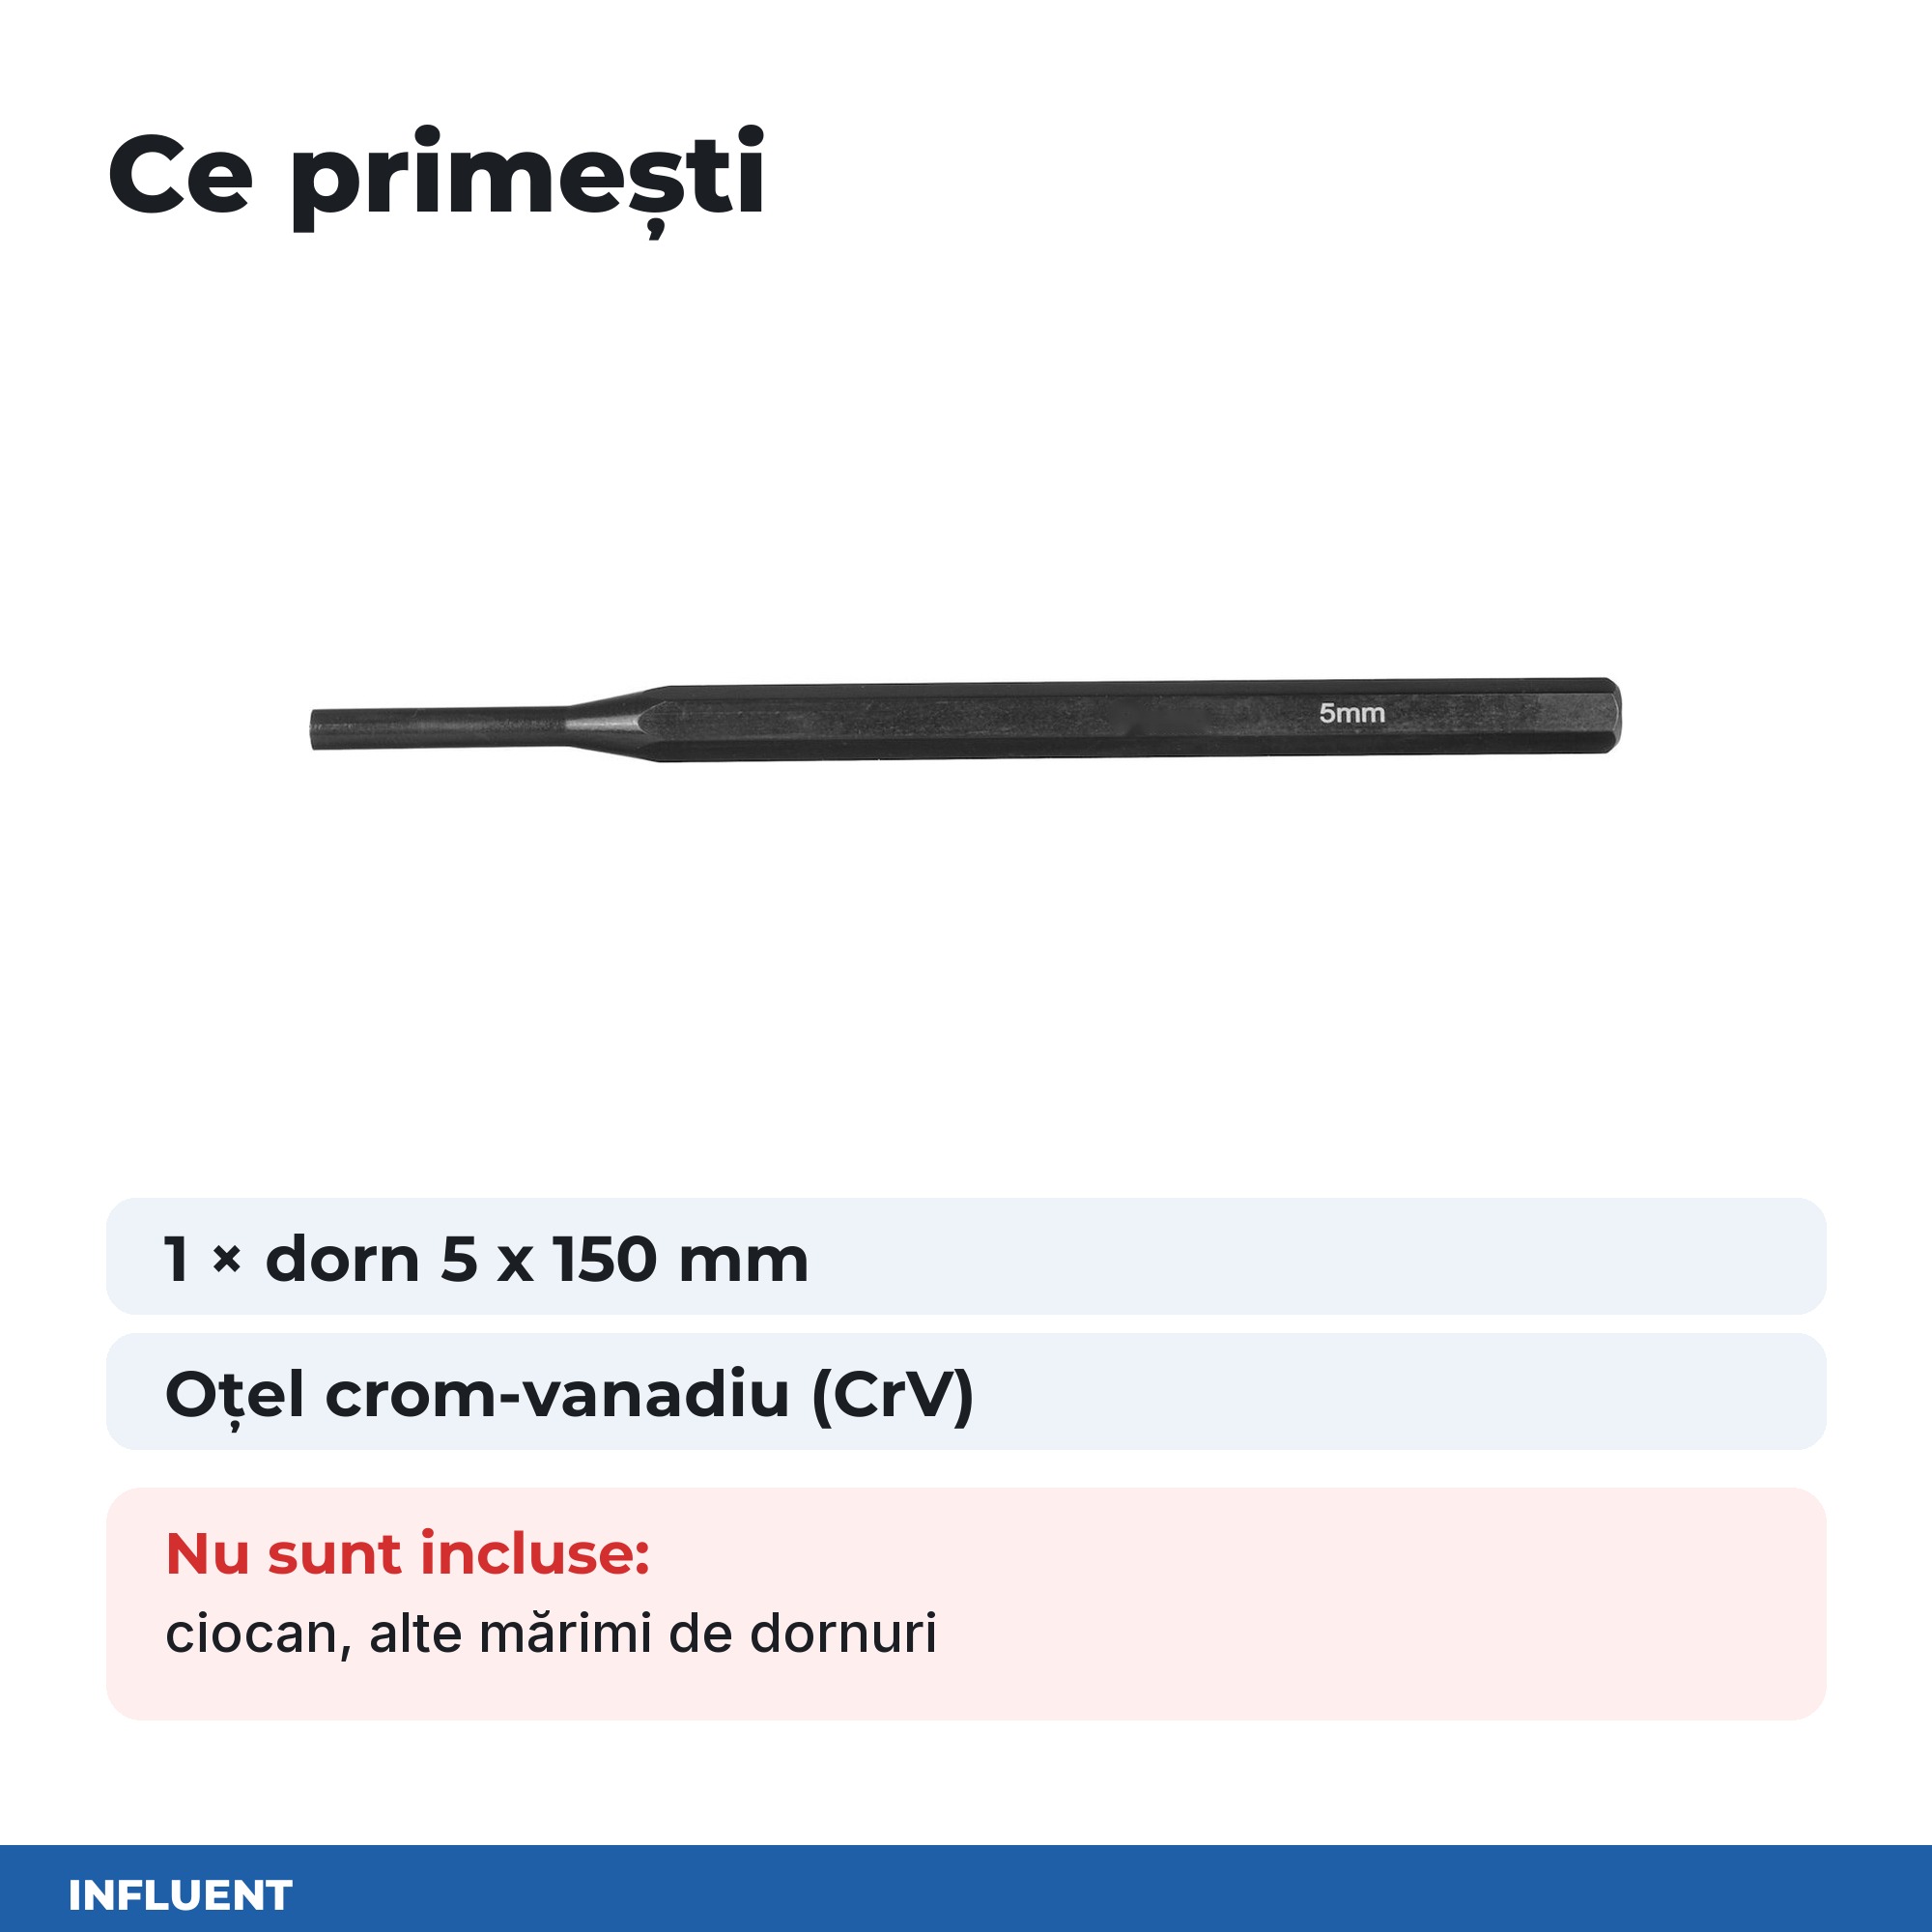 Ce primești
5mm
1 × dorn 5 x 150 mm
Oțel crom-vanadiu (CrV)
Nu sunt incluse:
ciocan, alte mărimi de dornuri
INFLUENT